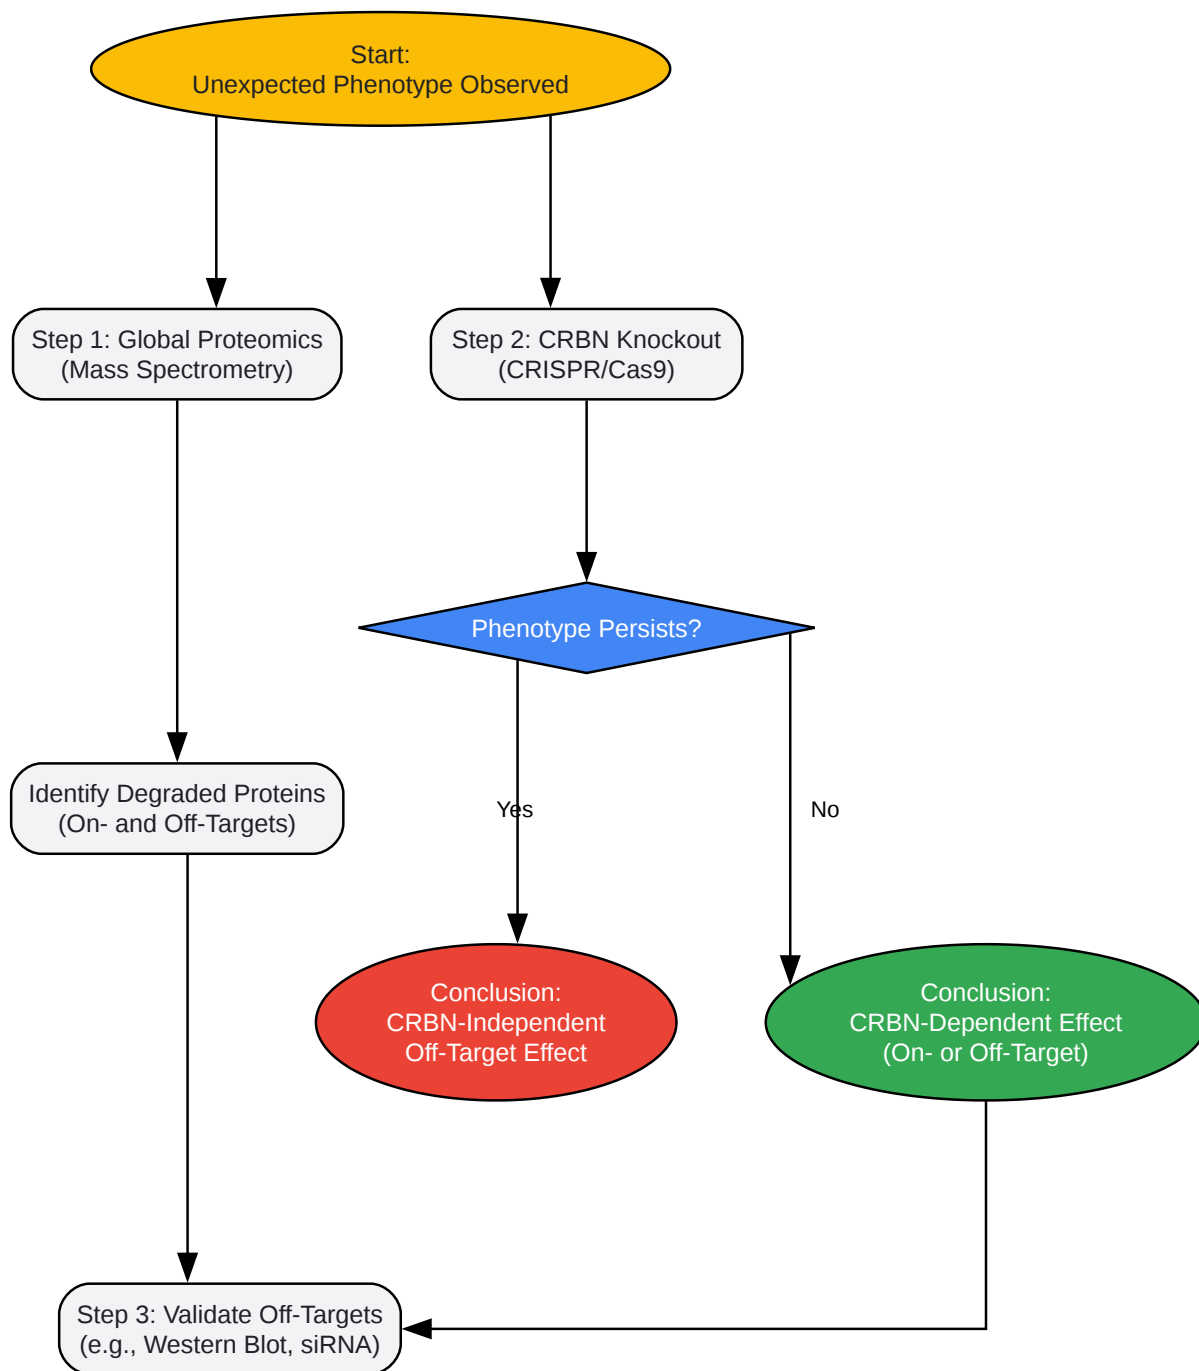 Start:
Unexpected Phenotype Observed
Step 1: Global Proteomics
(Mass Spectrometry)
Step 2: CRBN Knockout
(CRISPR/Cas9)
Phenotype Persists?
Identify Degraded Proteins
(On- and Off-Targets)
Yes
No
Conclusion:
CRBN-Independent
Off-Target Effect
Conclusion:
CRBN-Dependent Effect
(On- or Off-Target)
Step 3: Validate Off-Targets
(e.g., Western Blot, siRNA)